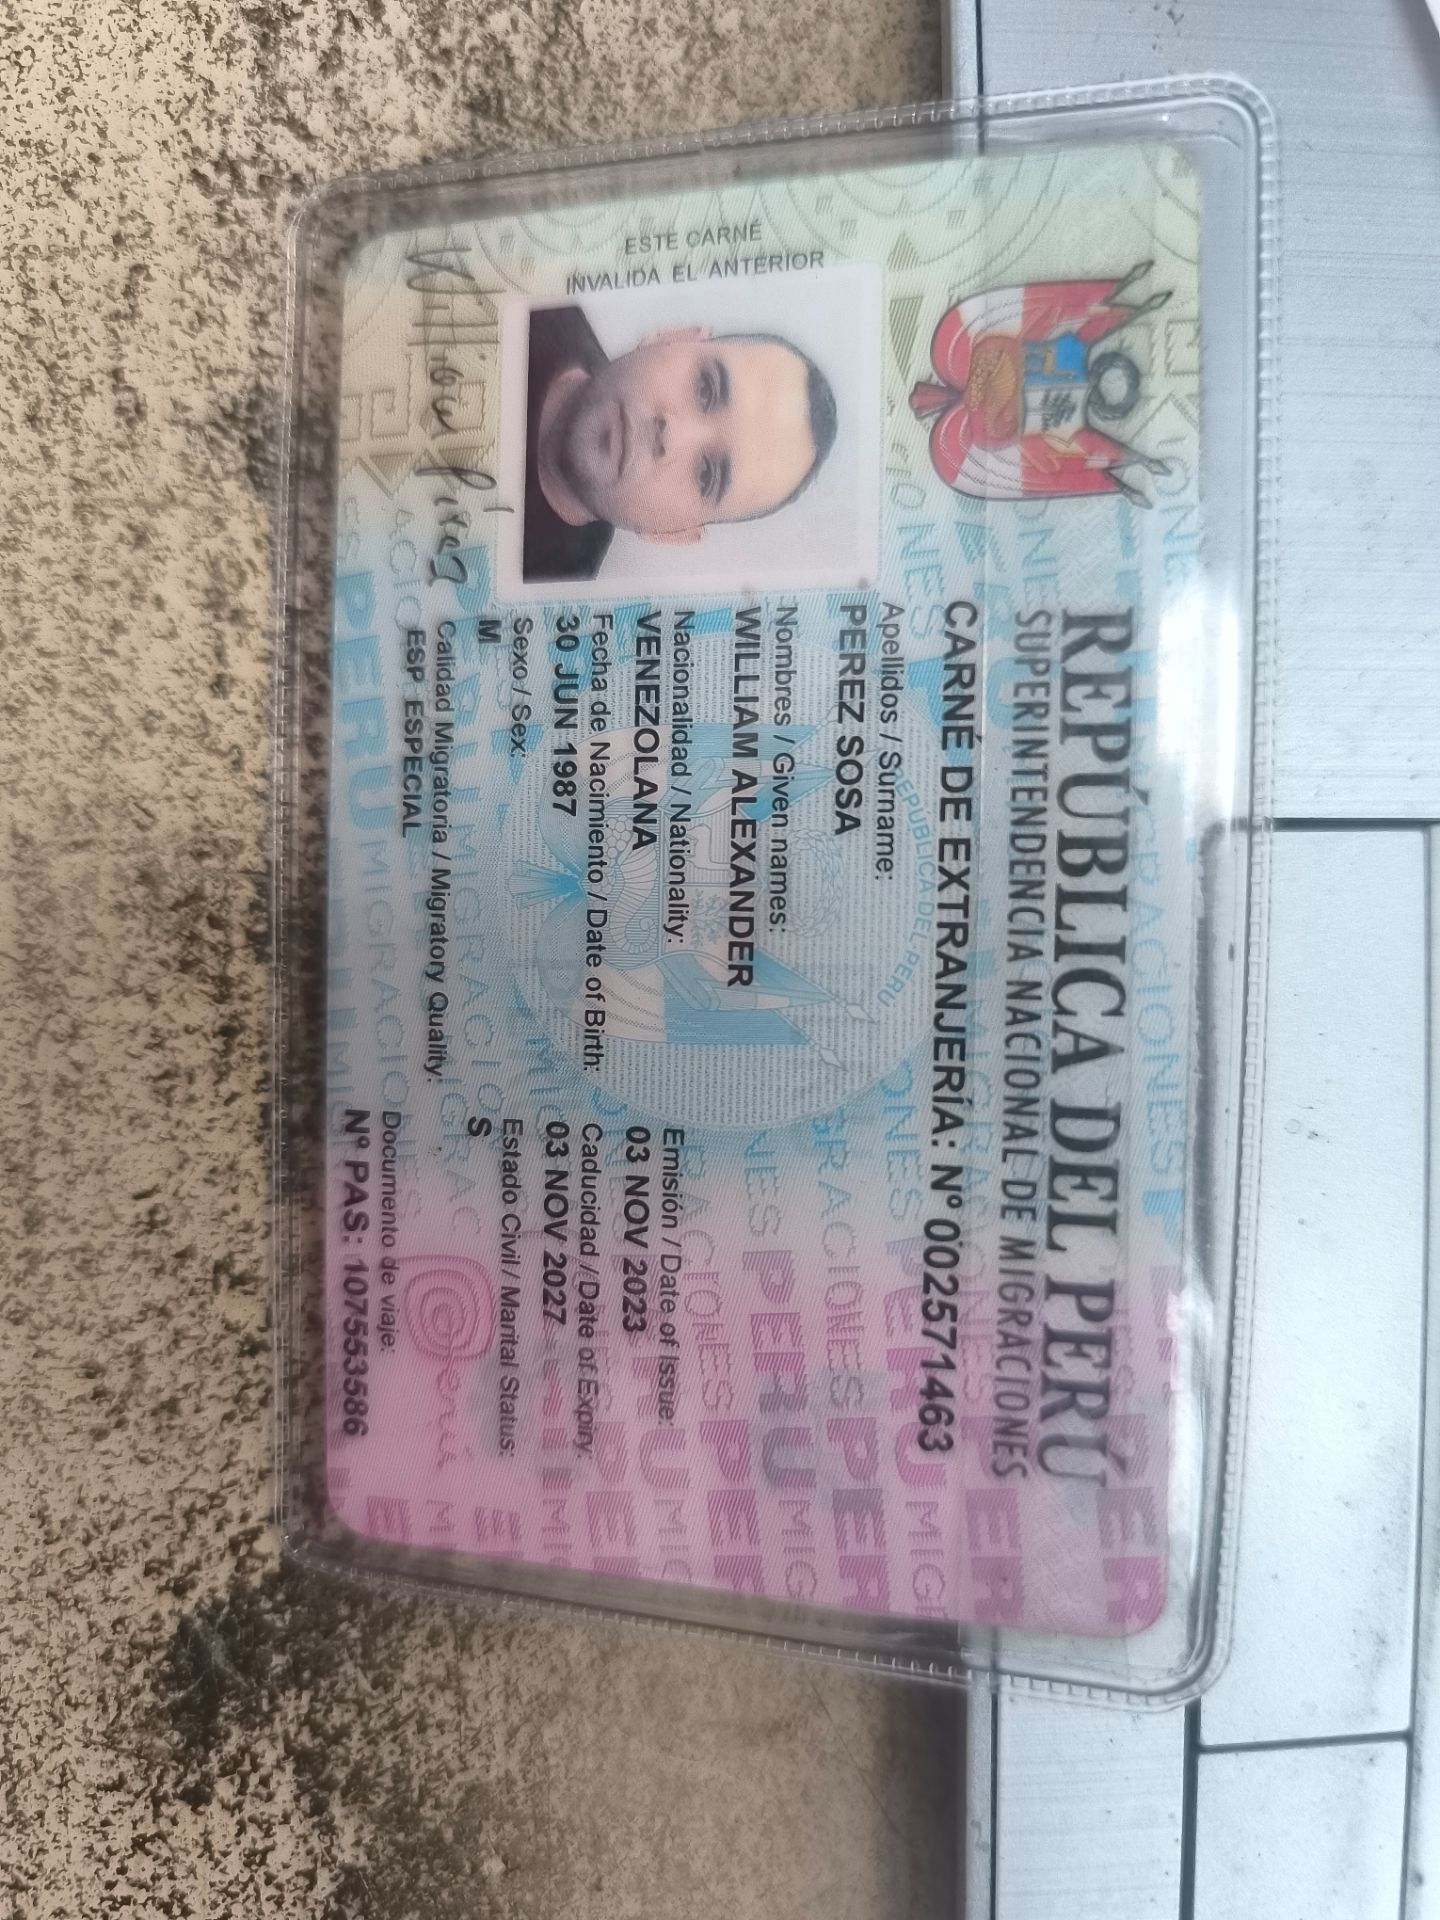 REPÚBLICA DEL PERÚ
SUPERINTENDENCIA NACIONAL DE MIGRACIONES
CARNÉ DE EXTRANJERÍA: Nº 002571463
ESTE CARNÉ
INVALIDA EL ANTERIOR
Apellidos / Surname:
PEREZ SOSA
Nombres / Given names:
WILLIAM ALEXANDER
Nacionalidad / Nationality:
VENEZOLANA
Fecha de Nacimiento / Date of Birth:
30 JUN 1987
Sexo / Sex:
M
Calidad Migratoria / Migratory Quality:
ESP ESPECIAL
Emisión / Date of Issue:
03 NOV 2023
Caducidad / Date of Expiry:
03 NOV 2027
Estado Civil / Marital Status:
S
Documento de viaje:
Nº PAS: 107553586